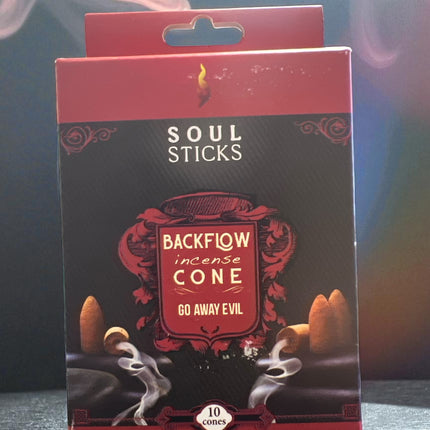 SOUL
STICKS
BACKFLOW
incense
CONE
GO AWAY EVIL
10
cones